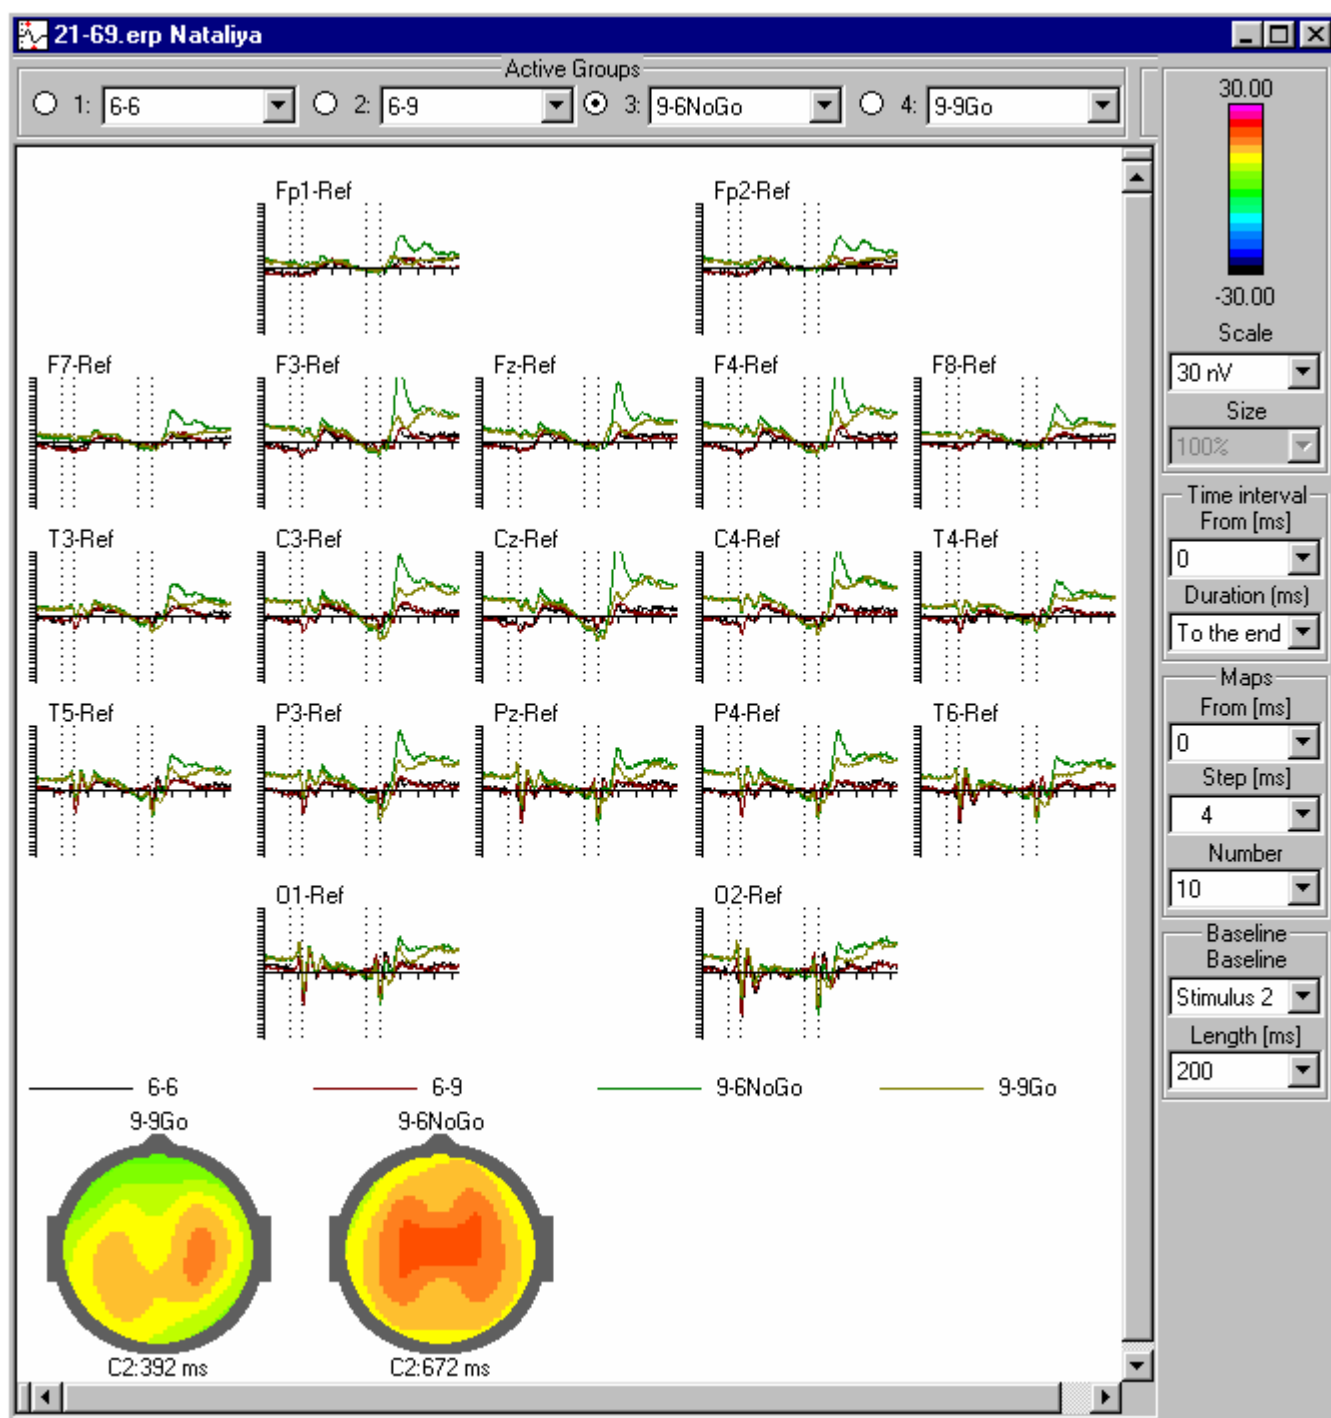 21-69.erp Nataliya
Active Groups
1: 6-6 2: 6-9 3: 9-6NoGo 4: 9-9Go
30.00
-30.00
Scale
30 nV
Size
100%
Time interval
From [ms]
0
Duration (ms)
To the end
Maps
From [ms]
0
Step [ms]
4
Number
10
Baseline
Baseline
Stimulus 2
Length [ms]
200
Fp1-Ref Fp2-Ref
F7-Ref F3-Ref Fz-Ref F4-Ref F8-Ref
T3-Ref C3-Ref Cz-Ref C4-Ref T4-Ref
T5-Ref P3-Ref Pz-Ref P4-Ref T6-Ref
O1-Ref O2-Ref
6-6 6-9 9-6NoGo 9-9Go
9-9Go 9-6NoGo
C2:392 ms C2:672 ms